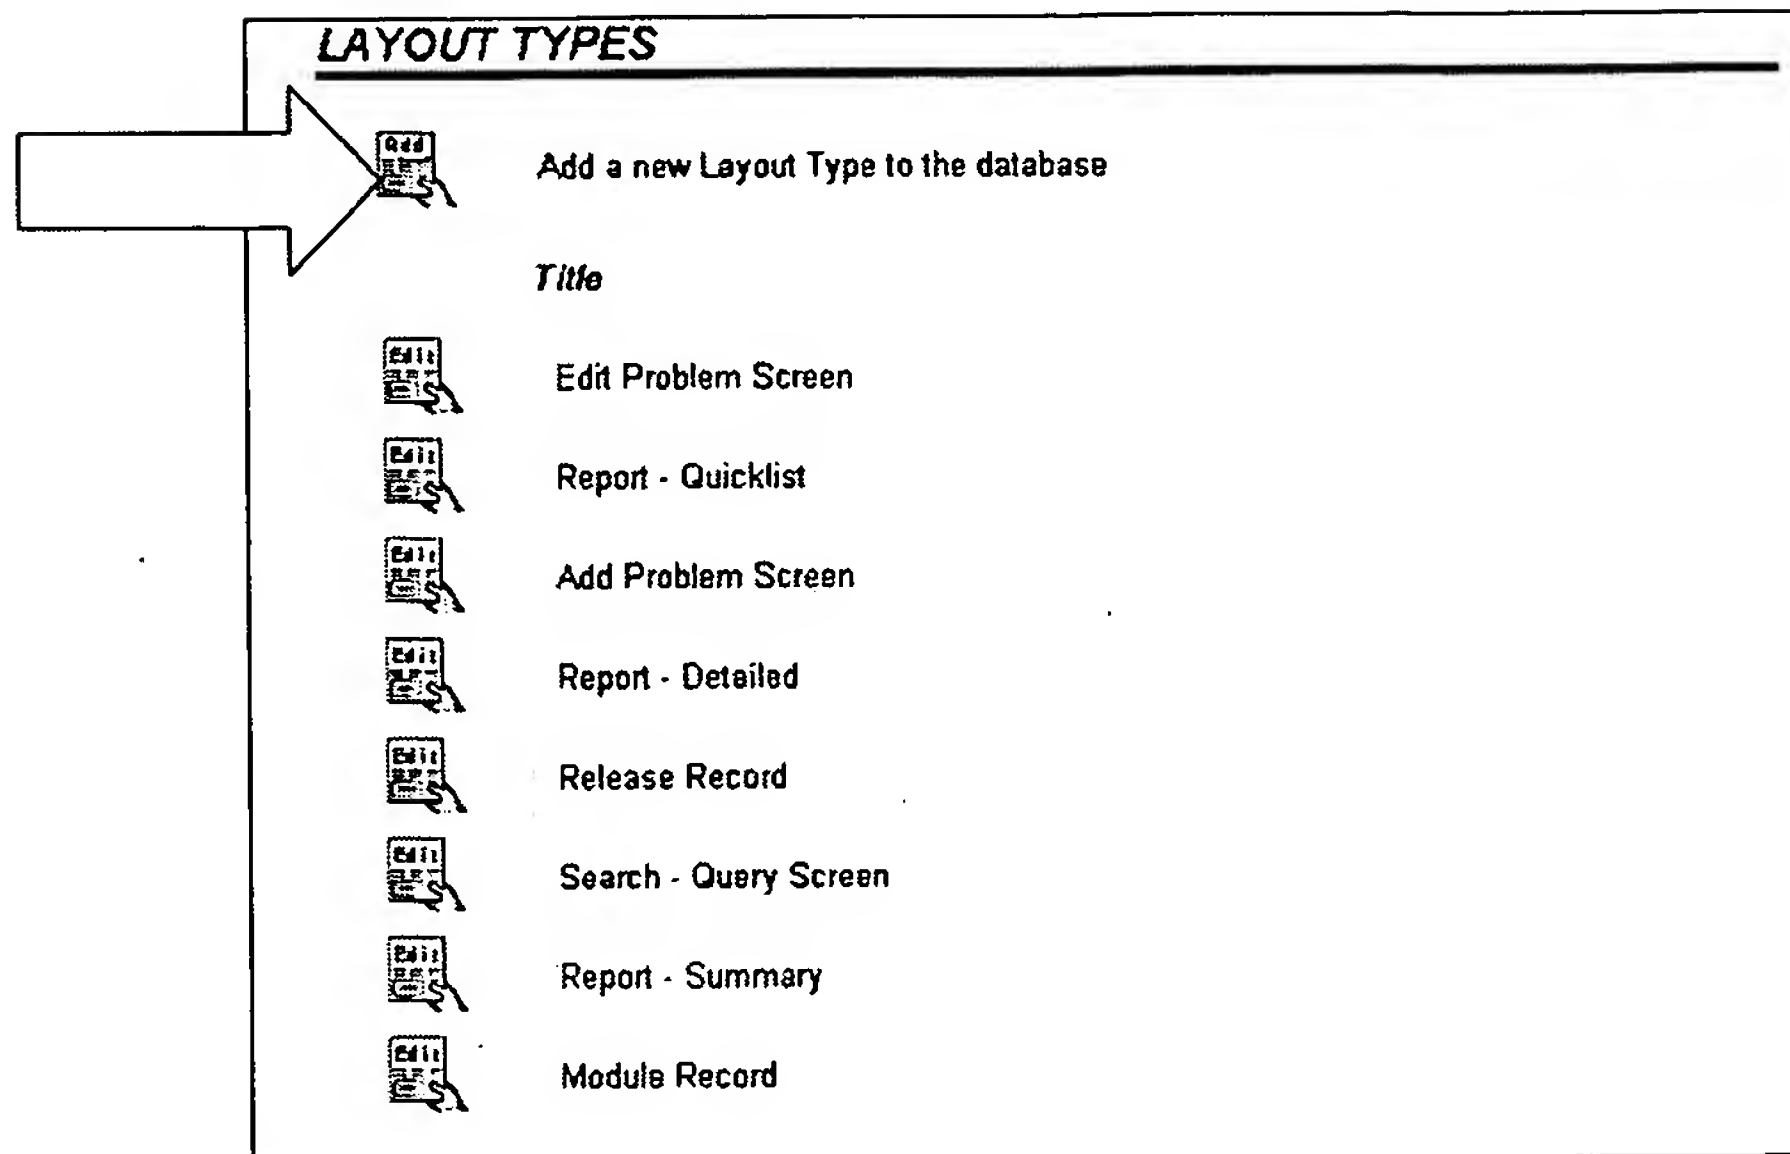 LAYOUT TYPES
Add
Add a new Layout Type to the database
Title
Edit
Edit Problem Screen
Edit
Report - Quicklist
Edit
Add Problem Screen
Edit
Report - Detailed
Edit
Release Record
Edit
Search - Query Screen
Edit
Report - Summary
Edit
Module Record